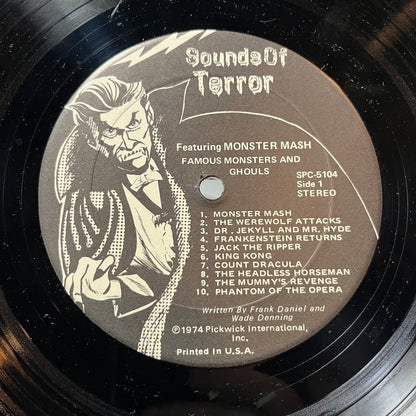 Sounds Of
Terror
Featuring MONSTER MASH
FAMOUS MONSTERS AND
GHOULS
SPC-5104
Side 1
STEREO
1. MONSTER MASH
2. THE WEREWOLF ATTACKS
3. DR. JEKYLL AND MR. HYDE
4. FRANKENSTEIN RETURNS
5. JACK THE RIPPER
6. KING KONG
7. COUNT DRACULA
8. THE HEADLESS HORSEMAN
9. THE MUMMY'S REVENGE
10. PHANTOM OF THE OPERA
Written By Frank Daniel and
Wade Denning
℗1974 Pickwick International,
Inc.
Printed in U.S.A.